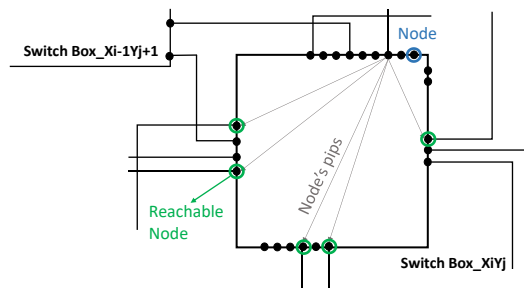 Node
Switch Box_Xi-1Yj+1
Node's pips
Reachable
Node
Switch Box_XiYj